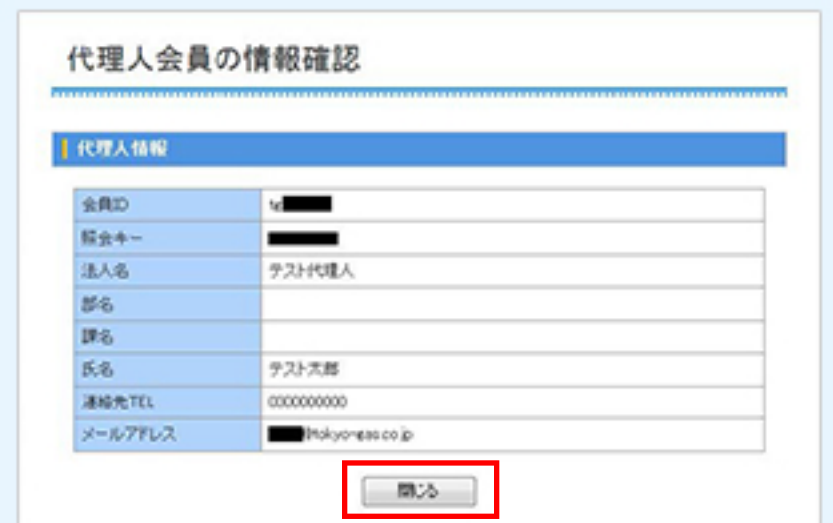 代理人会員の情報確認
代理人情報
会員ID tg
照会キー
法人名 テスト代理人
部名
課名
氏名 テスト太郎
連絡先TEL 0000000000
メールアドレス @tokyo-gas.co.jp
閉じる